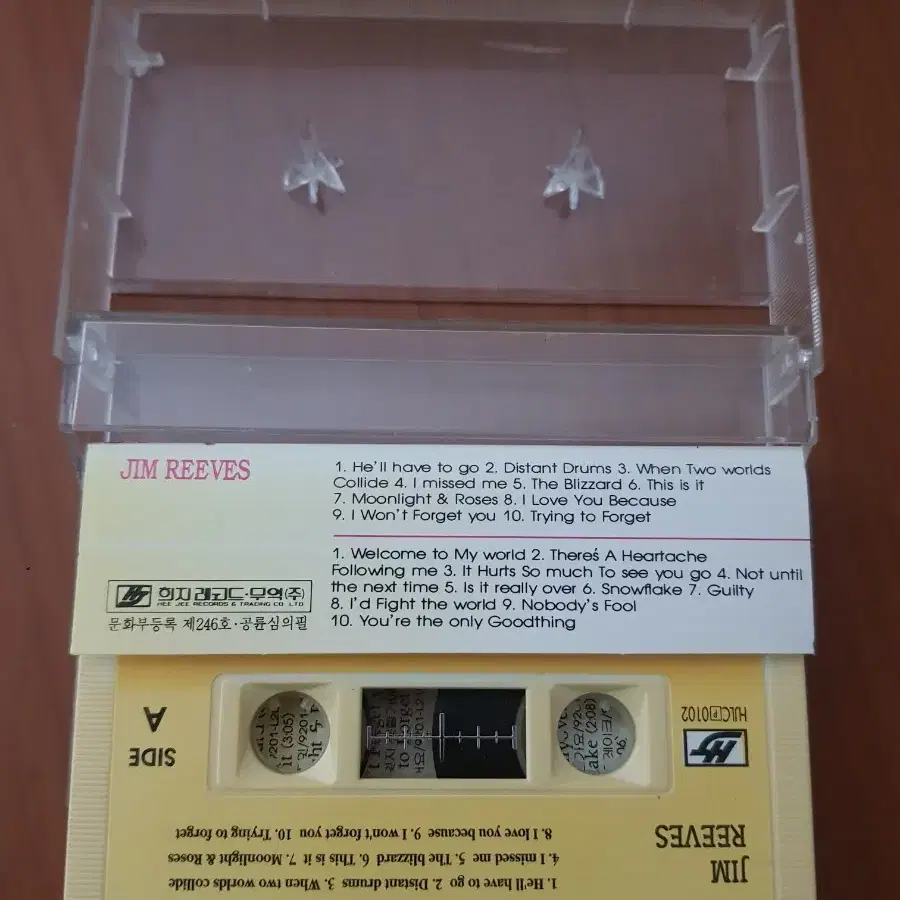 JIM REEVES
1. He'll have to go 2. Distant Drums 3. When Two worlds
Collide 4. I missed me 5. The Blizzard 6. This is it
7. Moonlight & Roses 8. I Love You Because
9. I Won't Forget you 10. Trying to Forget
1. Welcome to My world 2. There's A Heartache
Following me 3. It Hurts So much To see you go 4. Not until
the next time 5. Is it really over 6. Snowflake 7. Guilty
8. I'd Fight the world 9. Nobody's Fool
10. You're the only Goodthing
희지레코드·무역(주)
HEE JEE RECORDS & TRADING CO. LTD
문화부등록 제246호·공륜심의필
JIM
REEVES
1. He'll have to go 2. Distant drums 3. When two worlds collide
4. I missed me 5. The blizzard 6. This is it 7. Moonlight & Roses
8. I love you because 9. I won't forget you 10. Trying to forget
HJLC P 0102
SIDE
A
it (3:05)
ake (2:08)